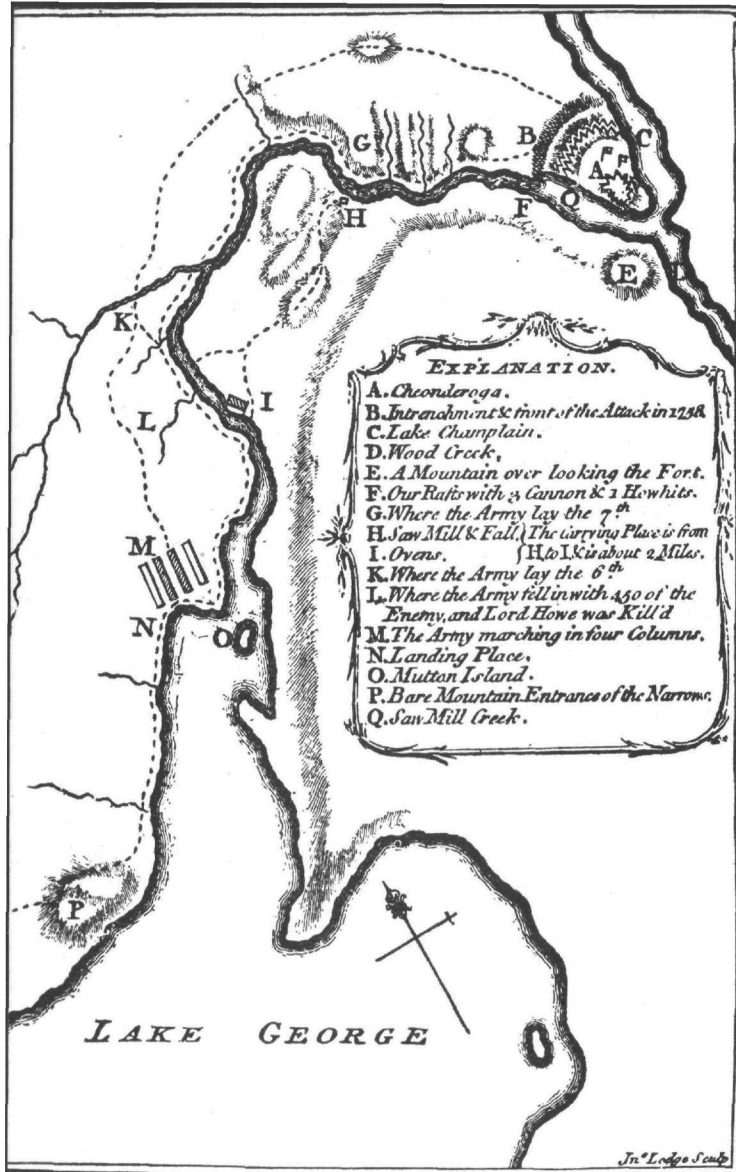 G
B
C
A
H
F
Q
E
D
K
I
L
M
N
O
P
EXPLANATION.
A. Cheonderoga.
B. Intrenchment & front of the Attack in 1758
C. Lake Champlain.
D. Wood Creek,
E. A Mountain over looking the Fort.
F. Our Rafts with 3 Cannon & 1 Howhits.
G. Where the Army lay the 7th
H. Saw Mill & Fall, } The Carrying Place is from
I. Ovens. { H, to I, & is about 2 Miles.
K. Where the Army lay the 6th
L. Where the Army fell in with 450 of the
Enemy, and Lord Howe was Kill'd
M. The Army marching in four Columns.
N. Landing Place,
O. Mutton Island.
P. Bare Mountain Entrance of the Narrows.
Q. Saw Mill Creek.
LAKE GEORGE
Jno. Lodge Sculp